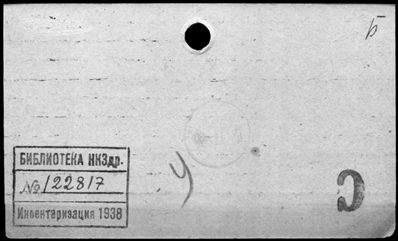 Б
БИБЛИОТЕКА НКЗдр.
№ 122817
У
Инвентаризация 1938